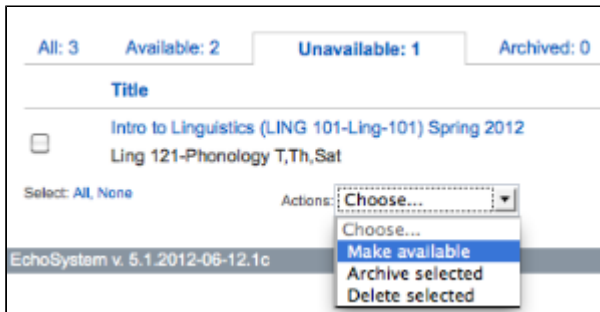 All: 3 Available: 2 Unavailable: 1 Archived: 0
Title
Intro to Linguistics (LING 101-Ling-101) Spring 2012
Ling 121-Phonology T,Th,Sat
Select: All, None Actions: Choose...
Choose...
Make available
EchoSystem v. 5.1.2012-06-12.1c
Archive selected
Delete selected